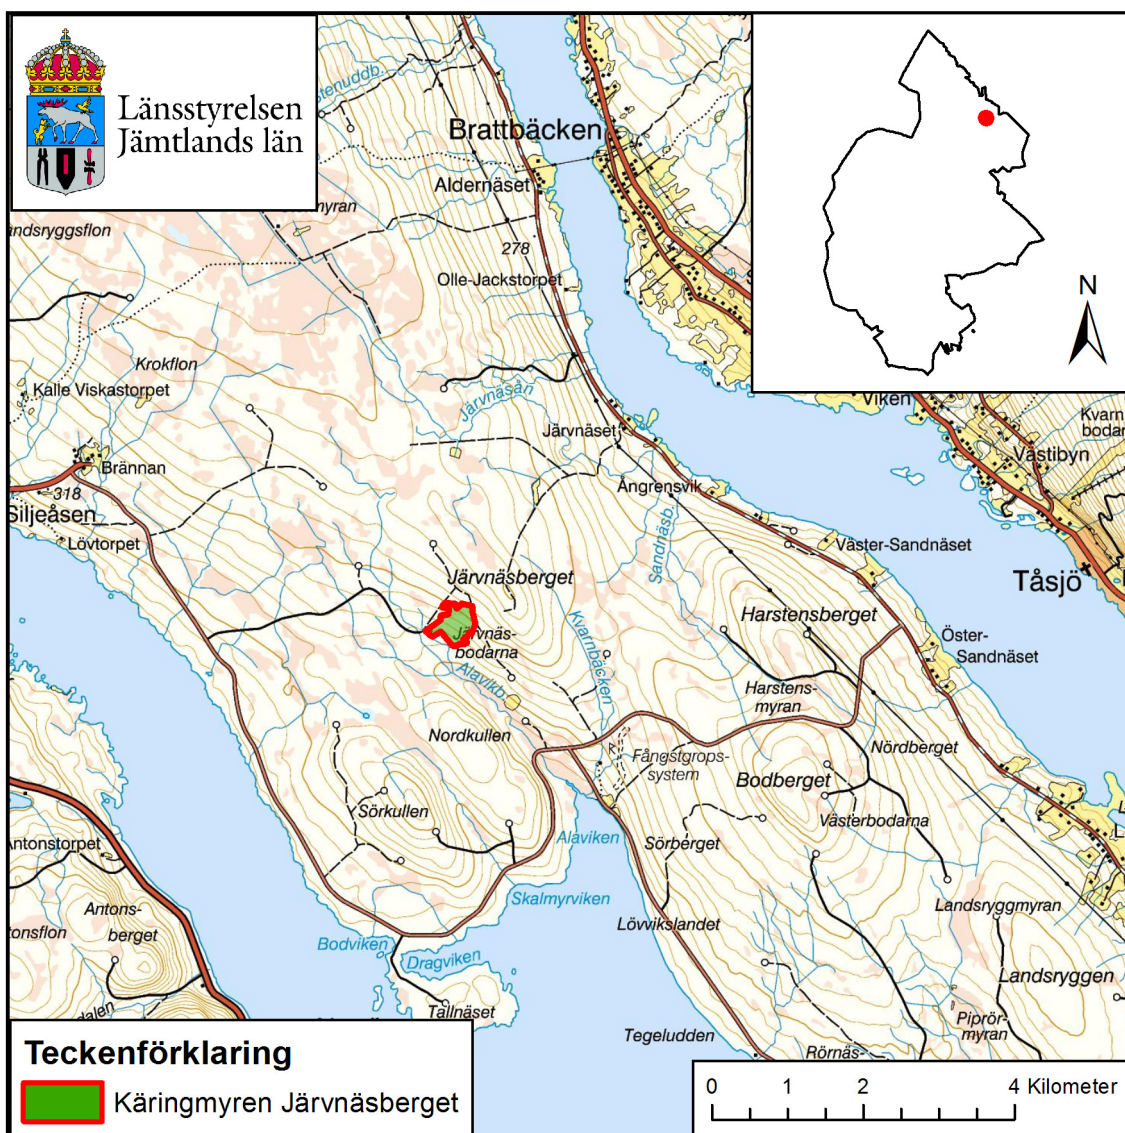 Länsstyrelsen
Jämtlands län
Brattbäcken
Aldernäset
278
Olle-Jackstorpet
N
Krokflon
Kalle Viskastorpet
Järvnäsån
Järvnäset
Viken
Västibyn
Brännan
318
Siljeåsen
Lövtorpet
Ångrensvik
Sandnäsb.
Väster-Sandnäset
Tåsjö
Järvnäsberget
Järvnäs-
bodarna
Kvarnbäcken
Harstensberget
Öster-
Sandnäset
Alavikb.
Harstens-
myran
Nordkullen
Fångstgrops-
system
Nördberget
Bodberget
Sörkullen
Västerbodarna
Alaviken
Sörberget
Skalmyrviken
Antons-
berget
Landsryggmyran
Lövvikslandet
Bodviken
Dragviken
Landsryggen
Tallnäset
Piprör-
myran
Tegeludden
Rörnäs-
Teckenförklaring
Käringmyren Järvnäsberget
0 1 2 4 Kilometer